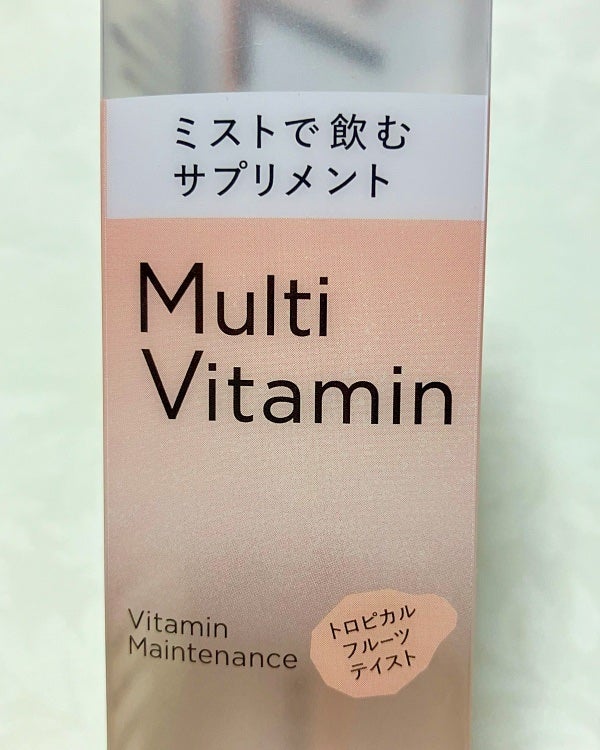 ミストで飲む
サプリメント
Multi
Vitamin
Vitamin
Maintenance
トロピカル
フルーツ
テイスト